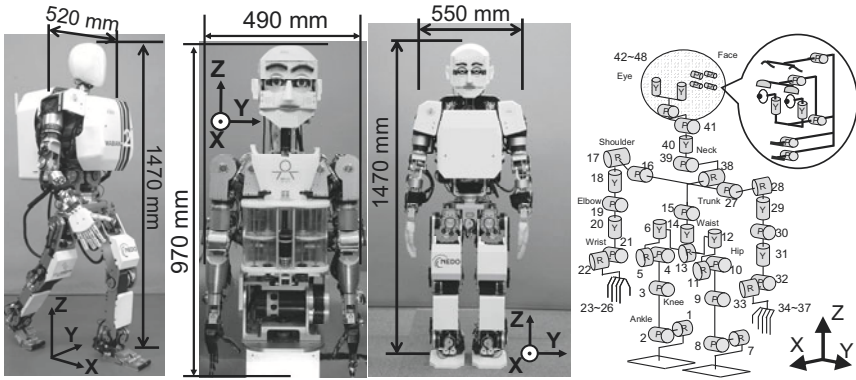 520 mm
1470 mm
Z
Y
X
490 mm
970 mm
Z
Y
X
NEDO
550 mm
1470 mm
NEDO
Z
Y
X
42~48
Face
Eye
Y
Y
Y
Y
P
P
41
Y
40
Neck
39
P
38
Shoulder
17
R
16
P
R
27
P
R
28
18
Y
Trunk
Y
29
Elbow
19
P
15
P
P
30
20
Y
6
Y
14
Y
Waist
Y
12
Y
31
Wrist
21
P
R
P
R
P
Hip
P
32
22
R
5
4
13
R
11
10
R
33
23~26
3
P
9
P
34~37
Knee
Ankle
1
2
P
R
8
P
R
7
Z
X
Y